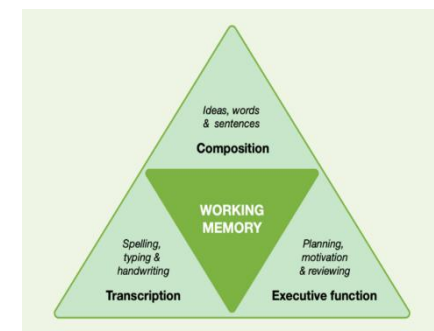 Ideas, words
& sentences
Composition
WORKING
MEMORY
Spelling,
typing &
handwriting
Transcription
Planning,
motivation
& reviewing
Executive function